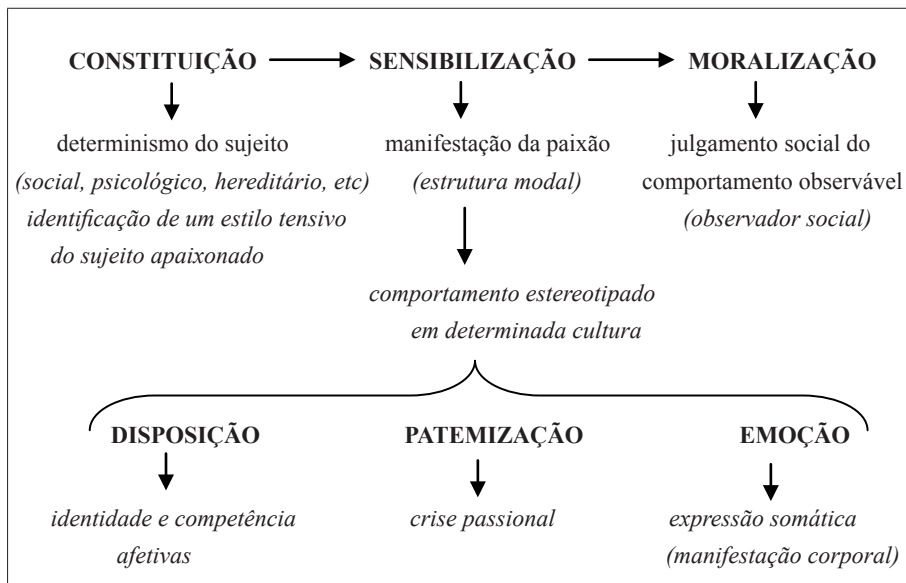 CONSTITUIÇÃO SENSIBILIZAÇÃO MORALIZAÇÃO
determinismo do sujeito
(social, psicológico, hereditário, etc)
identificação de um estilo tensivo
do sujeito apaixonado
manifestação da paixão
(estrutura modal)
julgamento social do
comportamento observável
(observador social)
comportamento estereotipado
em determinada cultura
DISPOSIÇÃO PATEMIZAÇÃO EMOÇÃO
identidade e competência
afetivas
crise passional
expressão somática
(manifestação corporal)